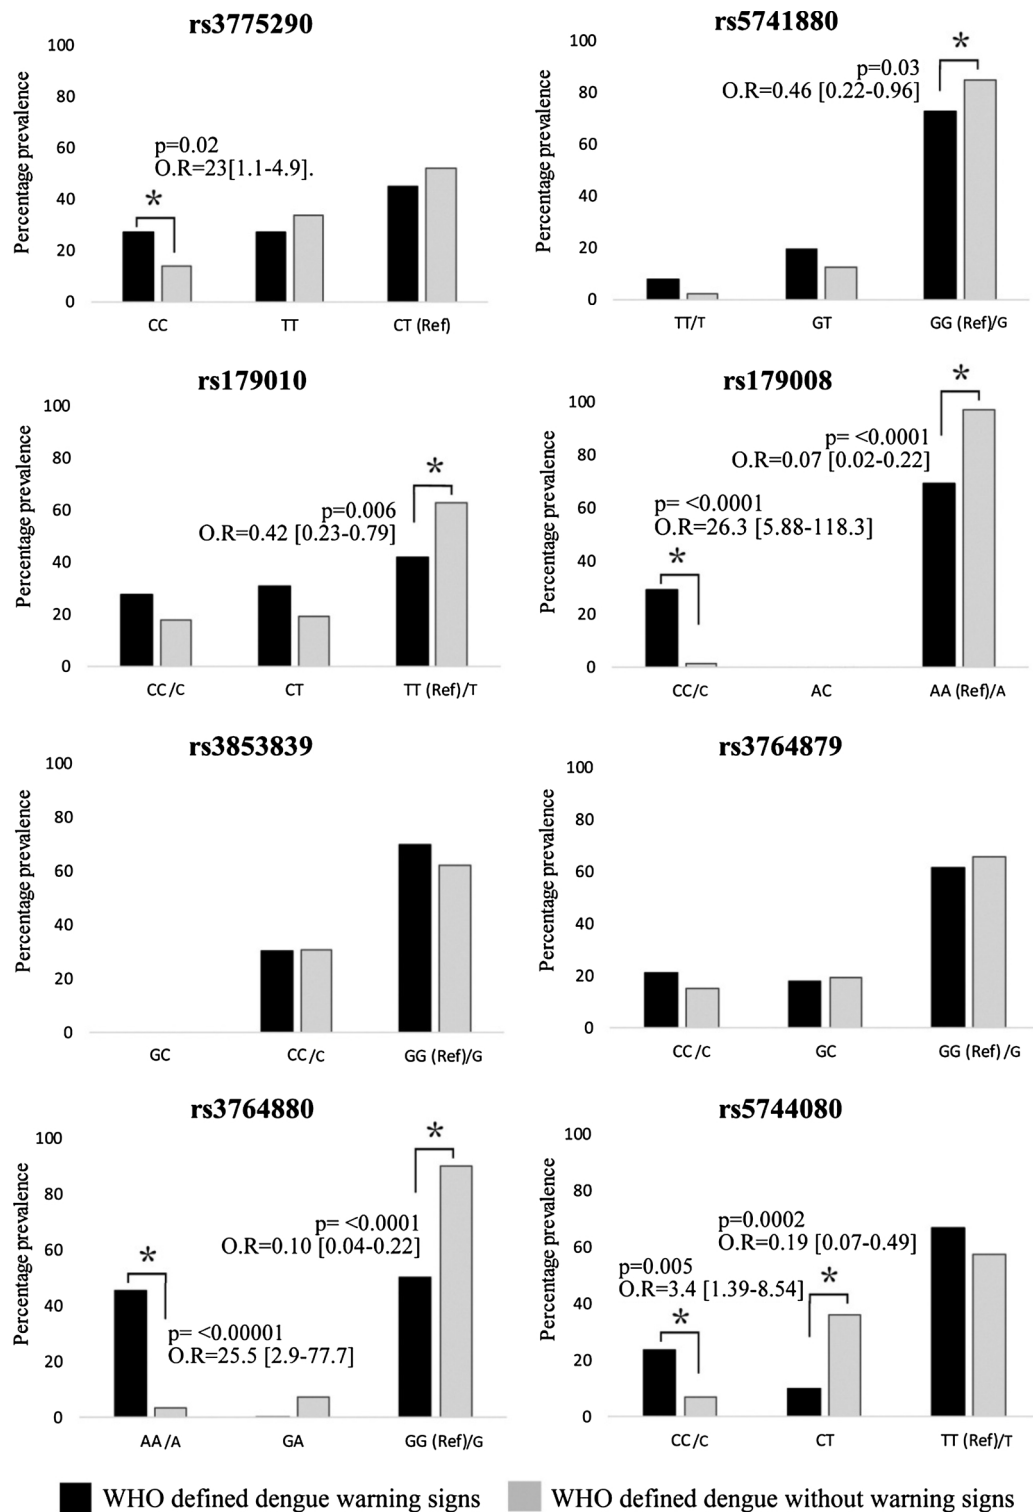 rs3775290
Percentage prevalence
100
80
60
40
20
0
p=0.02
O.R=23[1.1-4.9].
*
CC
TT
CT (Ref)
rs5741880
Percentage prevalence
100
80
60
40
20
0
*
p=0.03
O.R=0.46 [0.22-0.96]
TT/T
GT
GG (Ref)/G
rs179010
Percentage prevalence
100
80
60
40
20
0
*
p=0.006
O.R=0.42 [0.23-0.79]
CC/C
CT
TT (Ref)/T
rs179008
Percentage prevalence
100
80
60
40
20
0
*
p= <0.0001
O.R=0.07 [0.02-0.22]
p= <0.0001
O.R=26.3 [5.88-118.3]
*
CC/C
AC
AA (Ref)/A
rs3853839
Percentage prevalence
100
80
60
40
20
0
GC
CC/C
GG (Ref)/G
rs3764879
Percentage prevalence
100
80
60
40
20
0
CC/C
GC
GG (Ref)/G
rs3764880
Percentage prevalence
100
80
60
40
20
0
*
p= <0.0001
O.R=0.10 [0.04-0.22]
*
p= <0.00001
O.R=25.5 [2.9-77.7]
AA/A
GA
GG (Ref)/G
rs5744080
Percentage prevalence
100
80
60
40
20
0
p=0.0002
O.R=0.19 [0.07-0.49]
*
p=0.005
O.R=3.4 [1.39-8.54]
*
CC/C
CT
TT (Ref)/T
WHO defined dengue warning signs
WHO defined dengue without warning signs